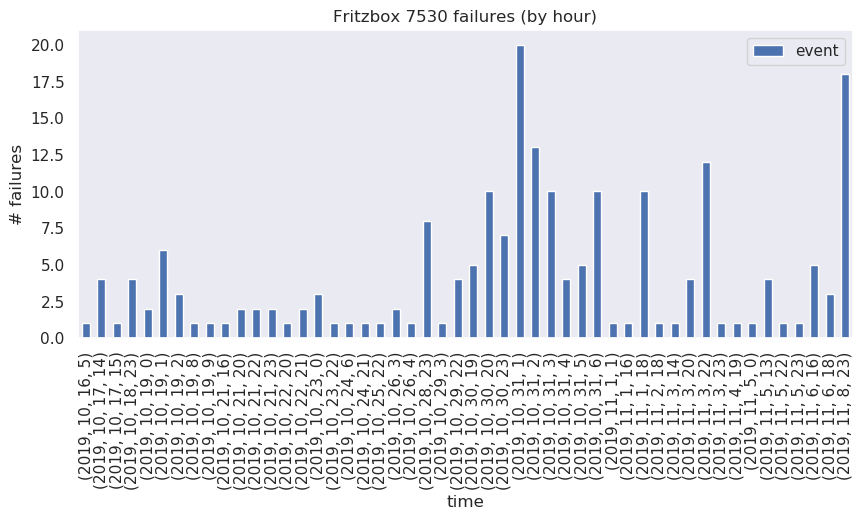 Fritzbox 7530 failures (by hour)
event
# failures
20.0
17.5
15.0
12.5
10.0
7.5
5.0
2.5
0.0
(2019, 10, 16, 5)
(2019, 10, 17, 14)
(2019, 10, 17, 15)
(2019, 10, 18, 23)
(2019, 10, 19, 0)
(2019, 10, 19, 1)
(2019, 10, 19, 2)
(2019, 10, 19, 8)
(2019, 10, 19, 9)
(2019, 10, 21, 16)
(2019, 10, 21, 20)
(2019, 10, 21, 22)
(2019, 10, 21, 23)
(2019, 10, 22, 20)
(2019, 10, 22, 21)
(2019, 10, 23, 0)
(2019, 10, 23, 22)
(2019, 10, 24, 6)
(2019, 10, 24, 21)
(2019, 10, 25, 22)
(2019, 10, 26, 3)
(2019, 10, 26, 4)
(2019, 10, 28, 23)
(2019, 10, 29, 3)
(2019, 10, 29, 22)
(2019, 10, 30, 19)
(2019, 10, 30, 20)
(2019, 10, 30, 23)
(2019, 10, 31, 1)
(2019, 10, 31, 2)
(2019, 10, 31, 3)
(2019, 10, 31, 4)
(2019, 10, 31, 5)
(2019, 10, 31, 6)
(2019, 11, 1, 1)
(2019, 11, 1, 16)
(2019, 11, 1, 18)
(2019, 11, 2, 18)
(2019, 11, 3, 14)
(2019, 11, 3, 20)
(2019, 11, 3, 22)
(2019, 11, 3, 23)
(2019, 11, 4, 19)
(2019, 11, 5, 0)
(2019, 11, 5, 13)
(2019, 11, 5, 22)
(2019, 11, 5, 23)
(2019, 11, 6, 16)
(2019, 11, 6, 18)
(2019, 11, 8, 23)
time